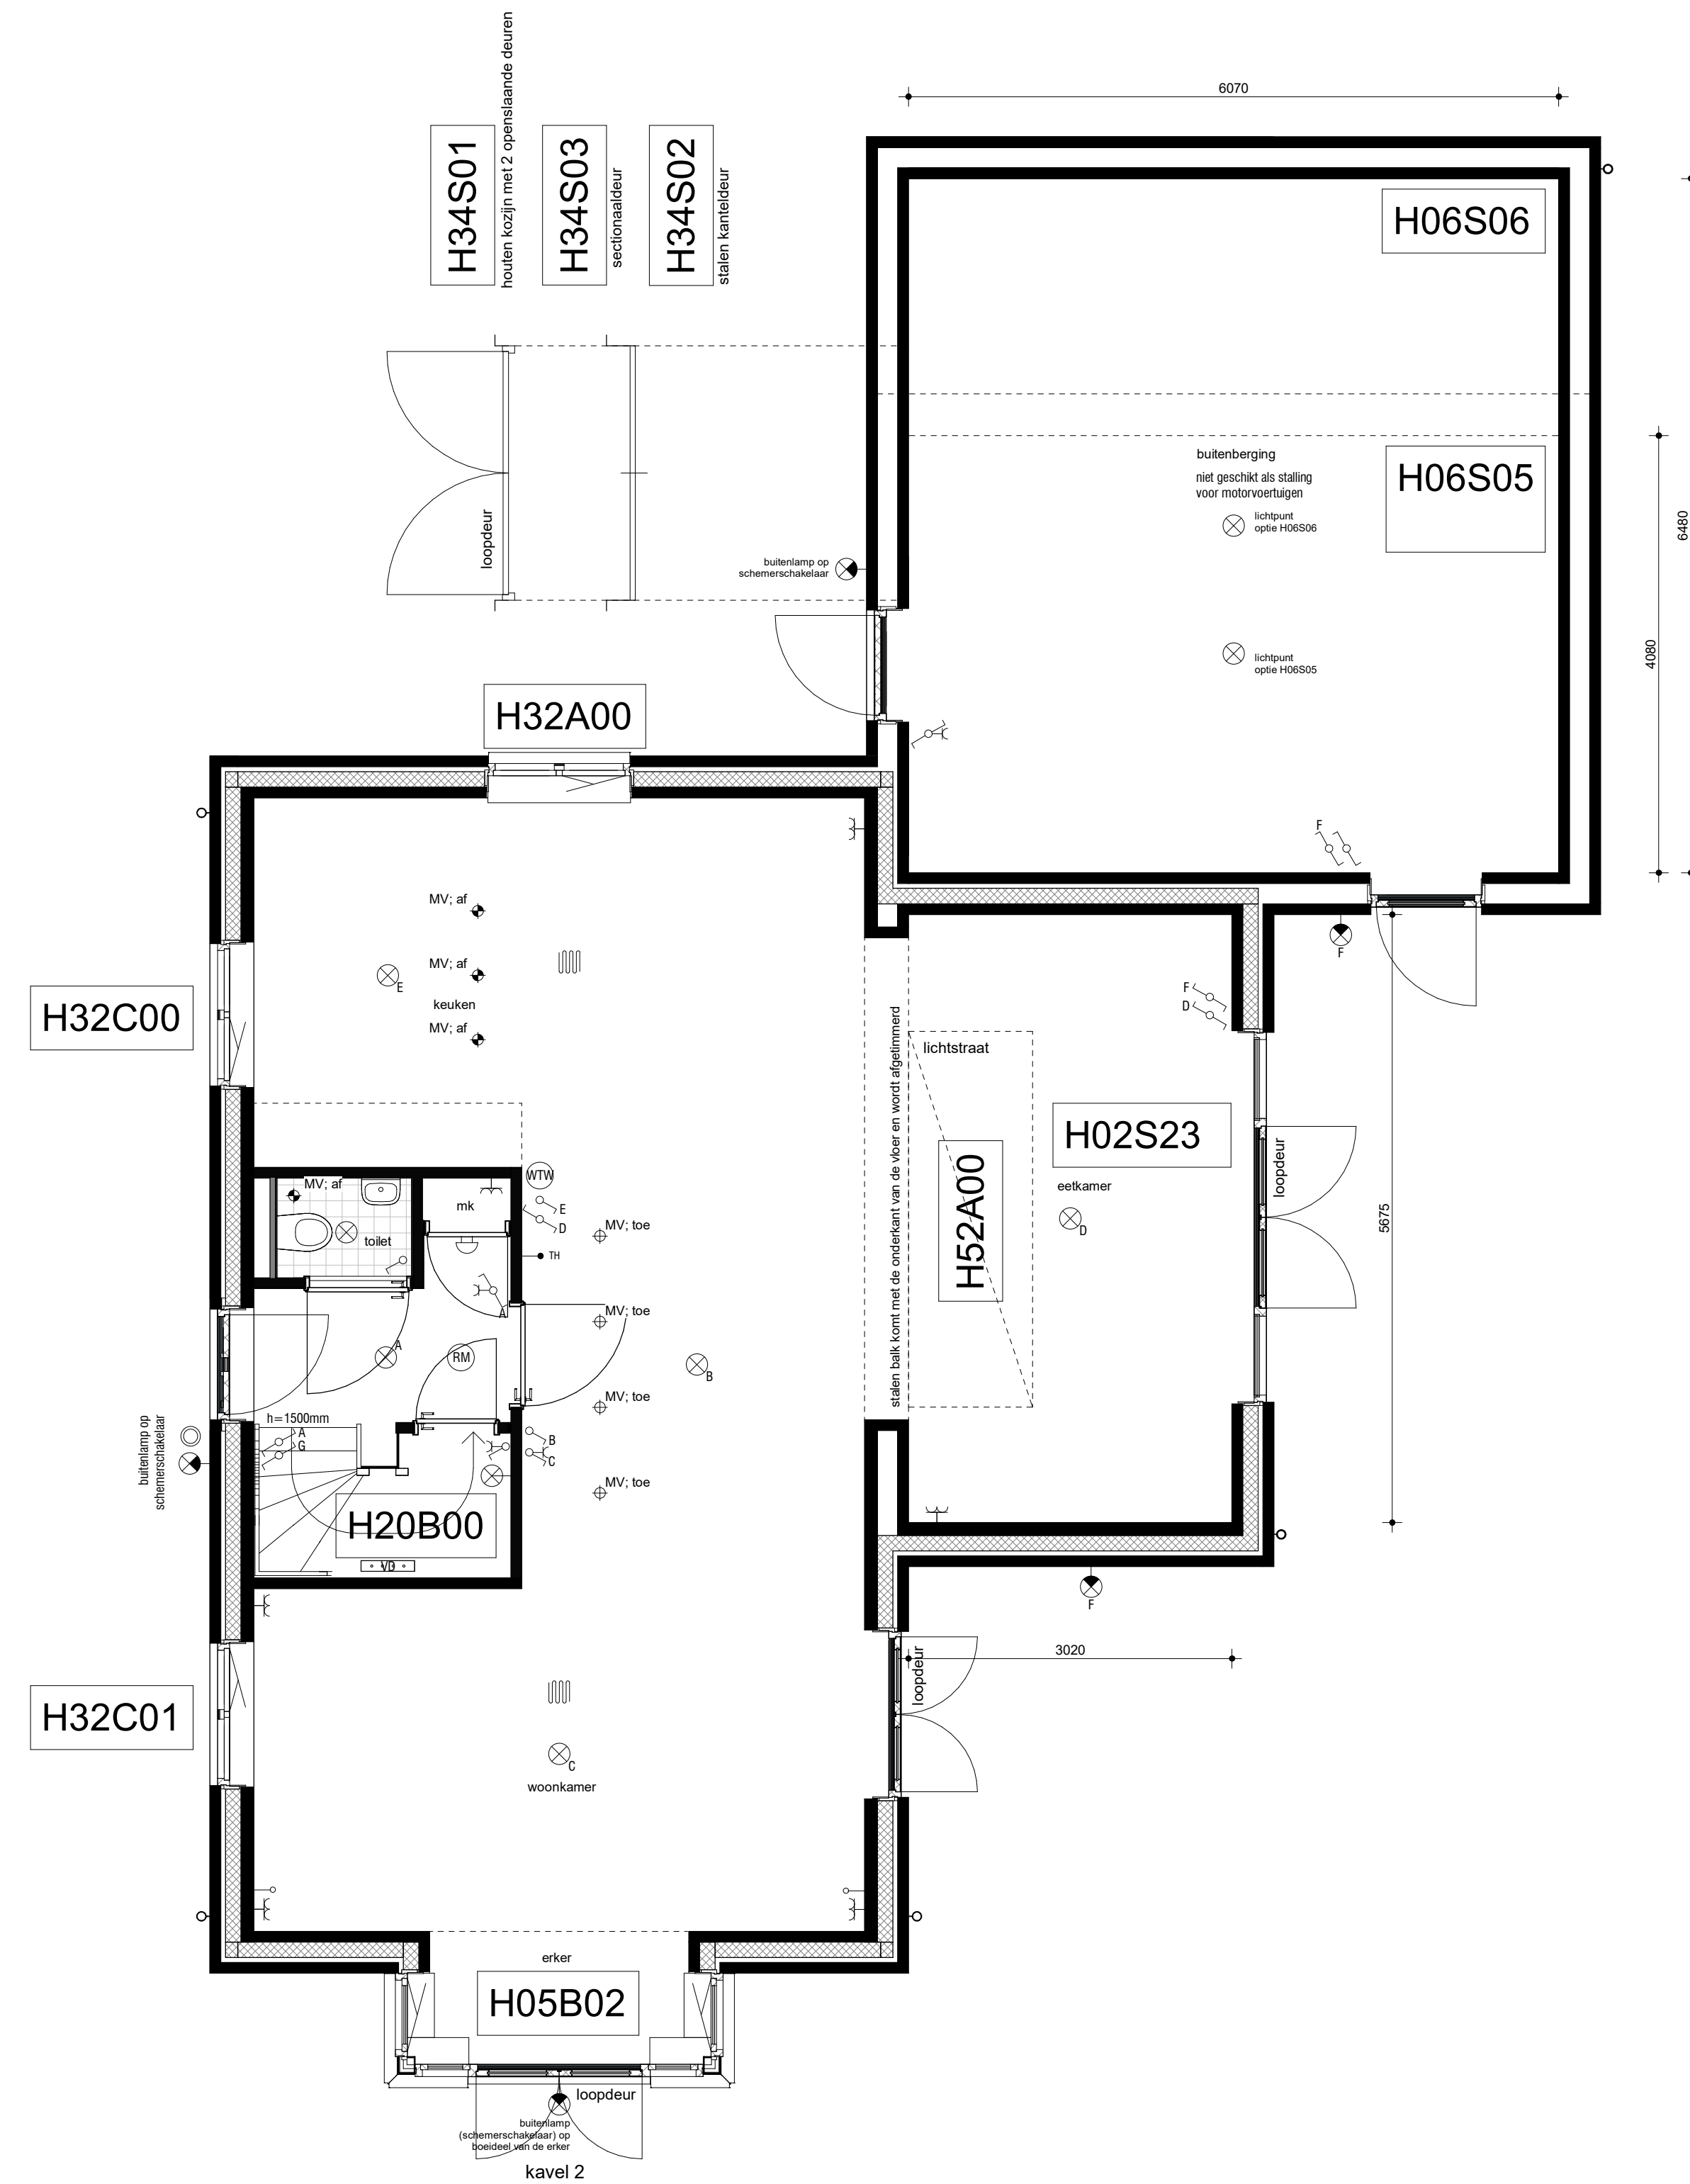 6070
H34S01
houten kozijn met 2 openslaande deuren
H34S03
sectionaaldeur
H34S02
stalen kanteldeur
H06S06
H06S05
buitenberging
niet geschikt als stalling
voor motorvoertuigen
lichtpunt
optie H06S06
6480
loopdeur
buitenlamp op
schemerschakelaar
4080
lichtpunt
optie H06S05
H32A00
F
MV; af
F
MV; af
E
keuken
MV; af
H32C00
F
D
stalen balk komt met de onderkant van de vloer en wordt afgetimmerd
lichtstraat
H02S23
loopdeur
H52A00
eetkamer
D
5675
WTW
MV; af
mk
E
D
MV; toe
toilet
TH
A
MV; toe
A
RM
B
MV; toe
h=1500mm
A
G
B
C
buitenlamp op
schemerschakelaar
MV; toe
H20B00
VD
F
3020
loopdeur
H32C01
C
woonkamer
erker
H05B02
loopdeur
buitenlamp
(schemerschakelaar) op
boeideel van de erker
kavel 2